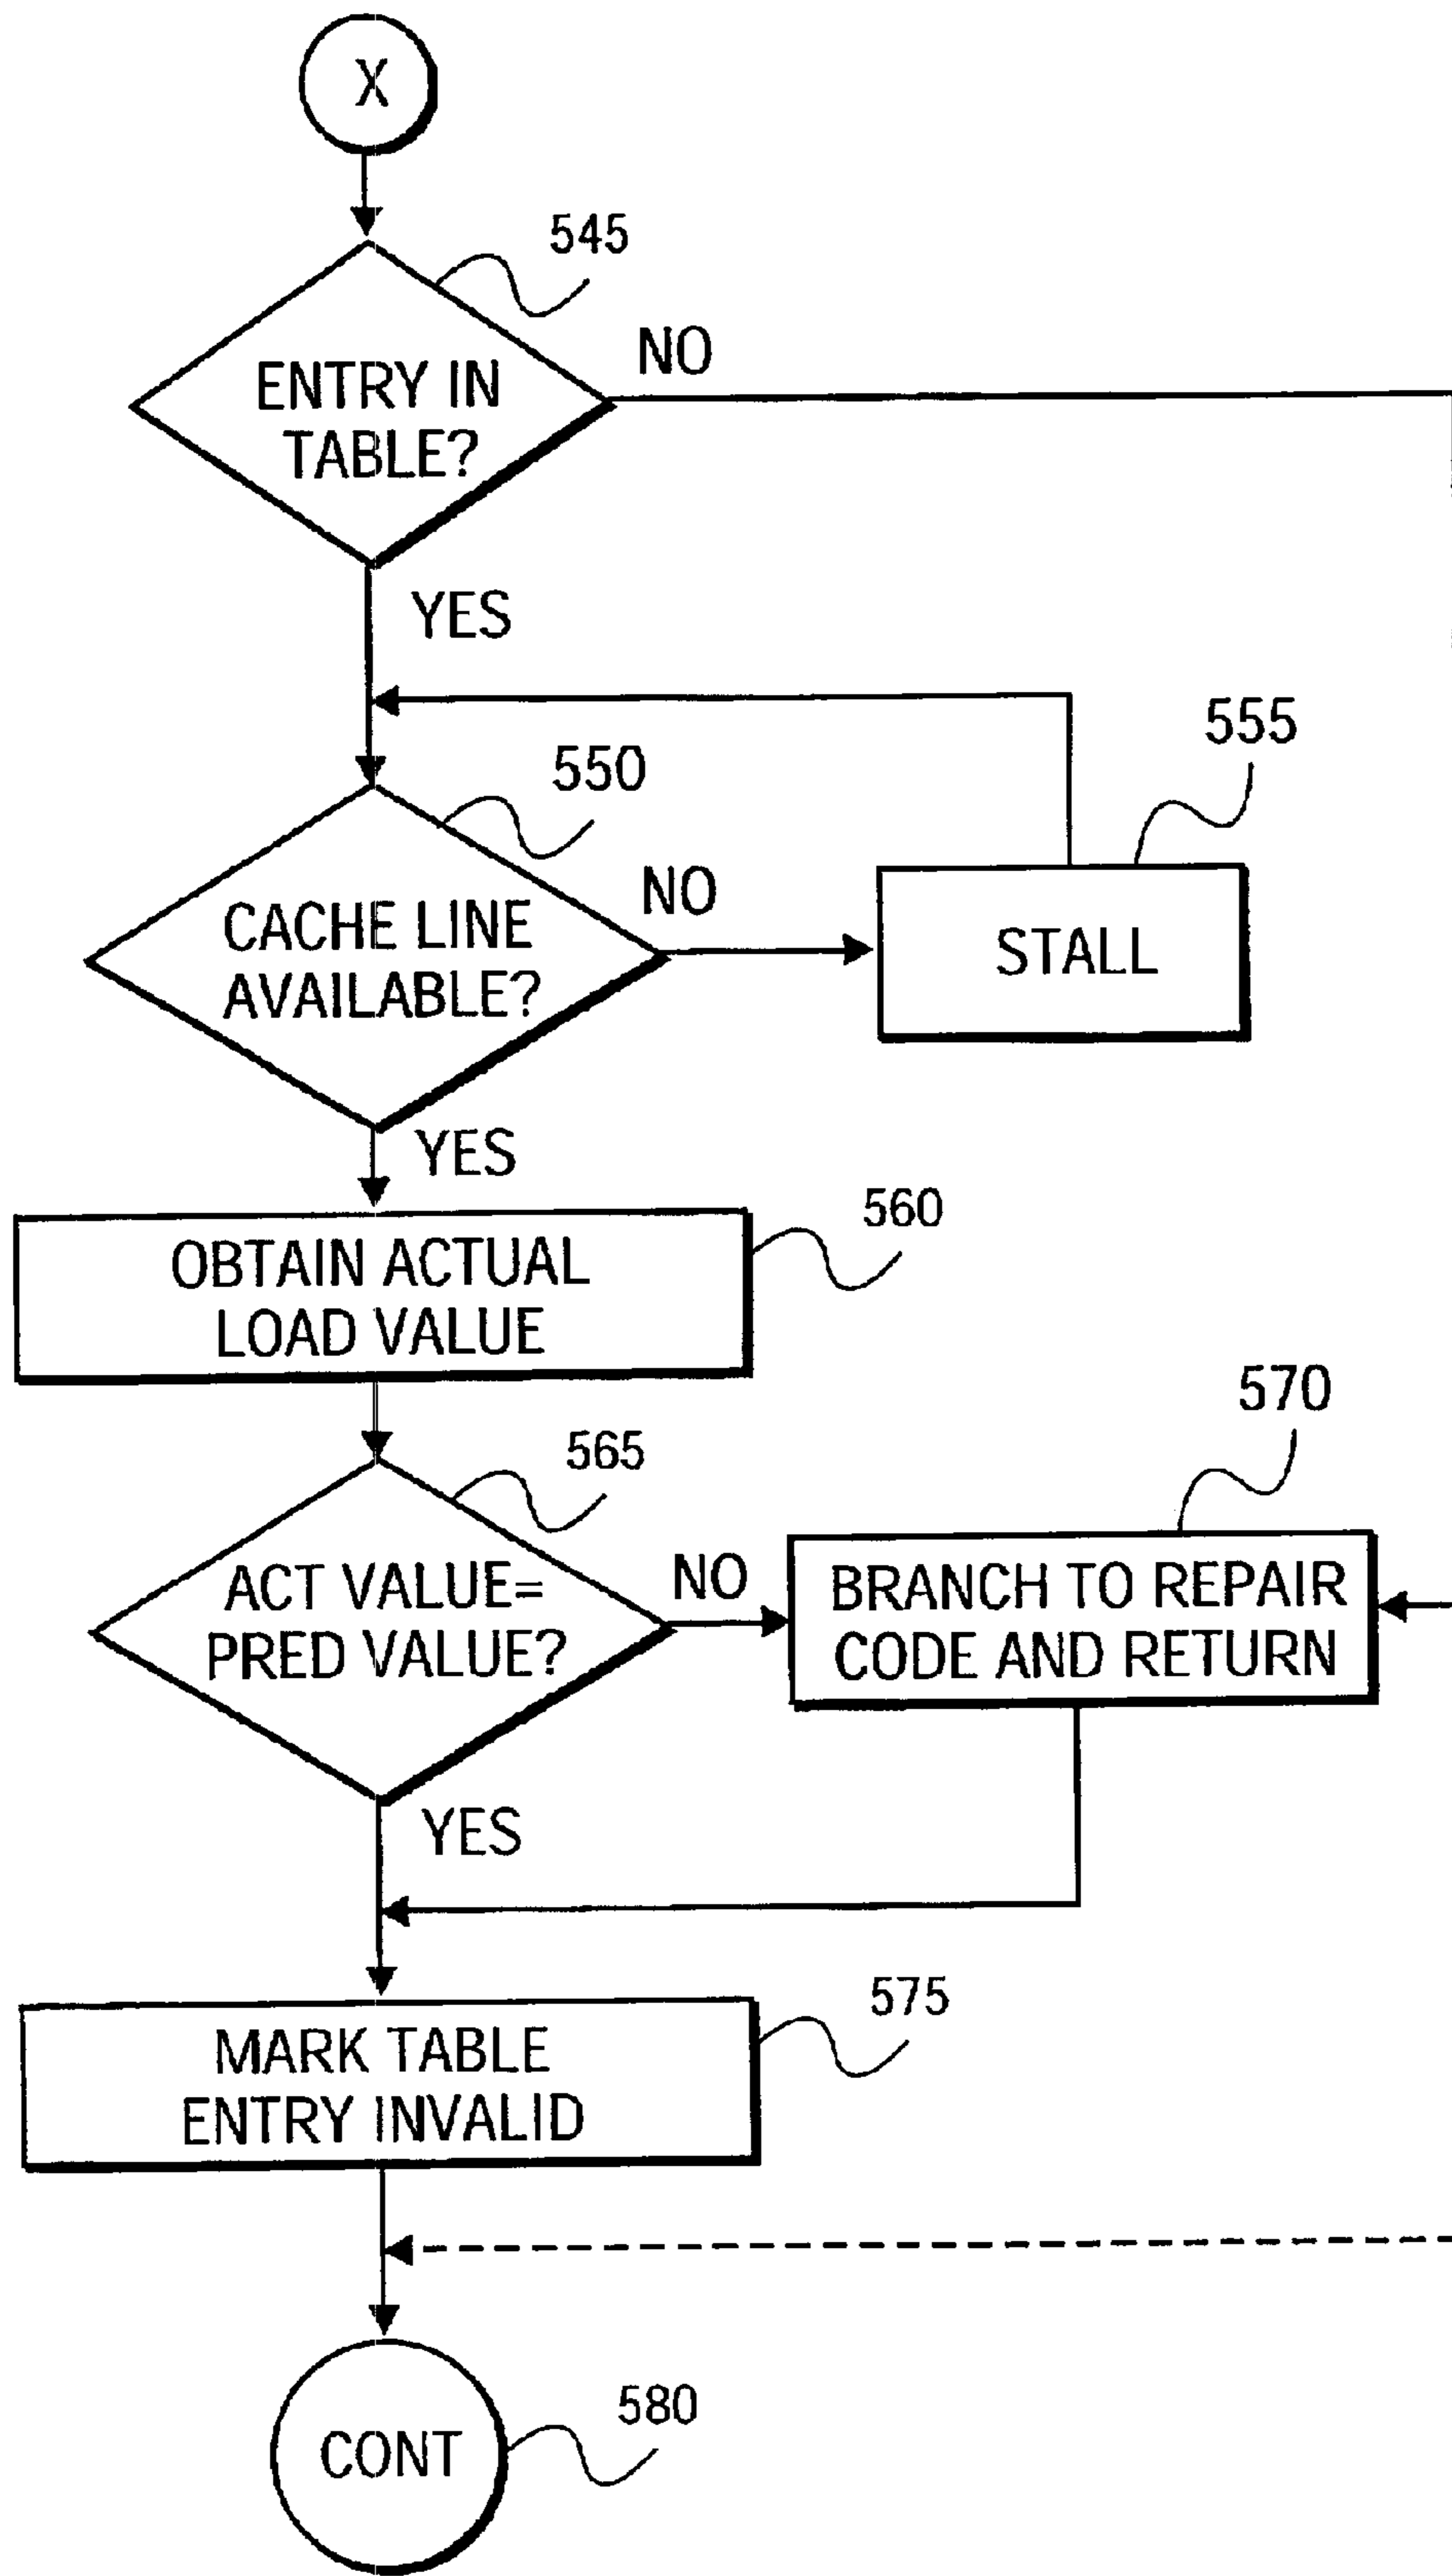 X
545
ENTRY IN
TABLE?
NO
YES
555
550
CACHE LINE
AVAILABLE?
NO
STALL
YES
560
OBTAIN ACTUAL
LOAD VALUE
570
565
ACT VALUE=
PRED VALUE?
NO
BRANCH TO REPAIR
CODE AND RETURN
YES
575
MARK TABLE
ENTRY INVALID
580
CONT